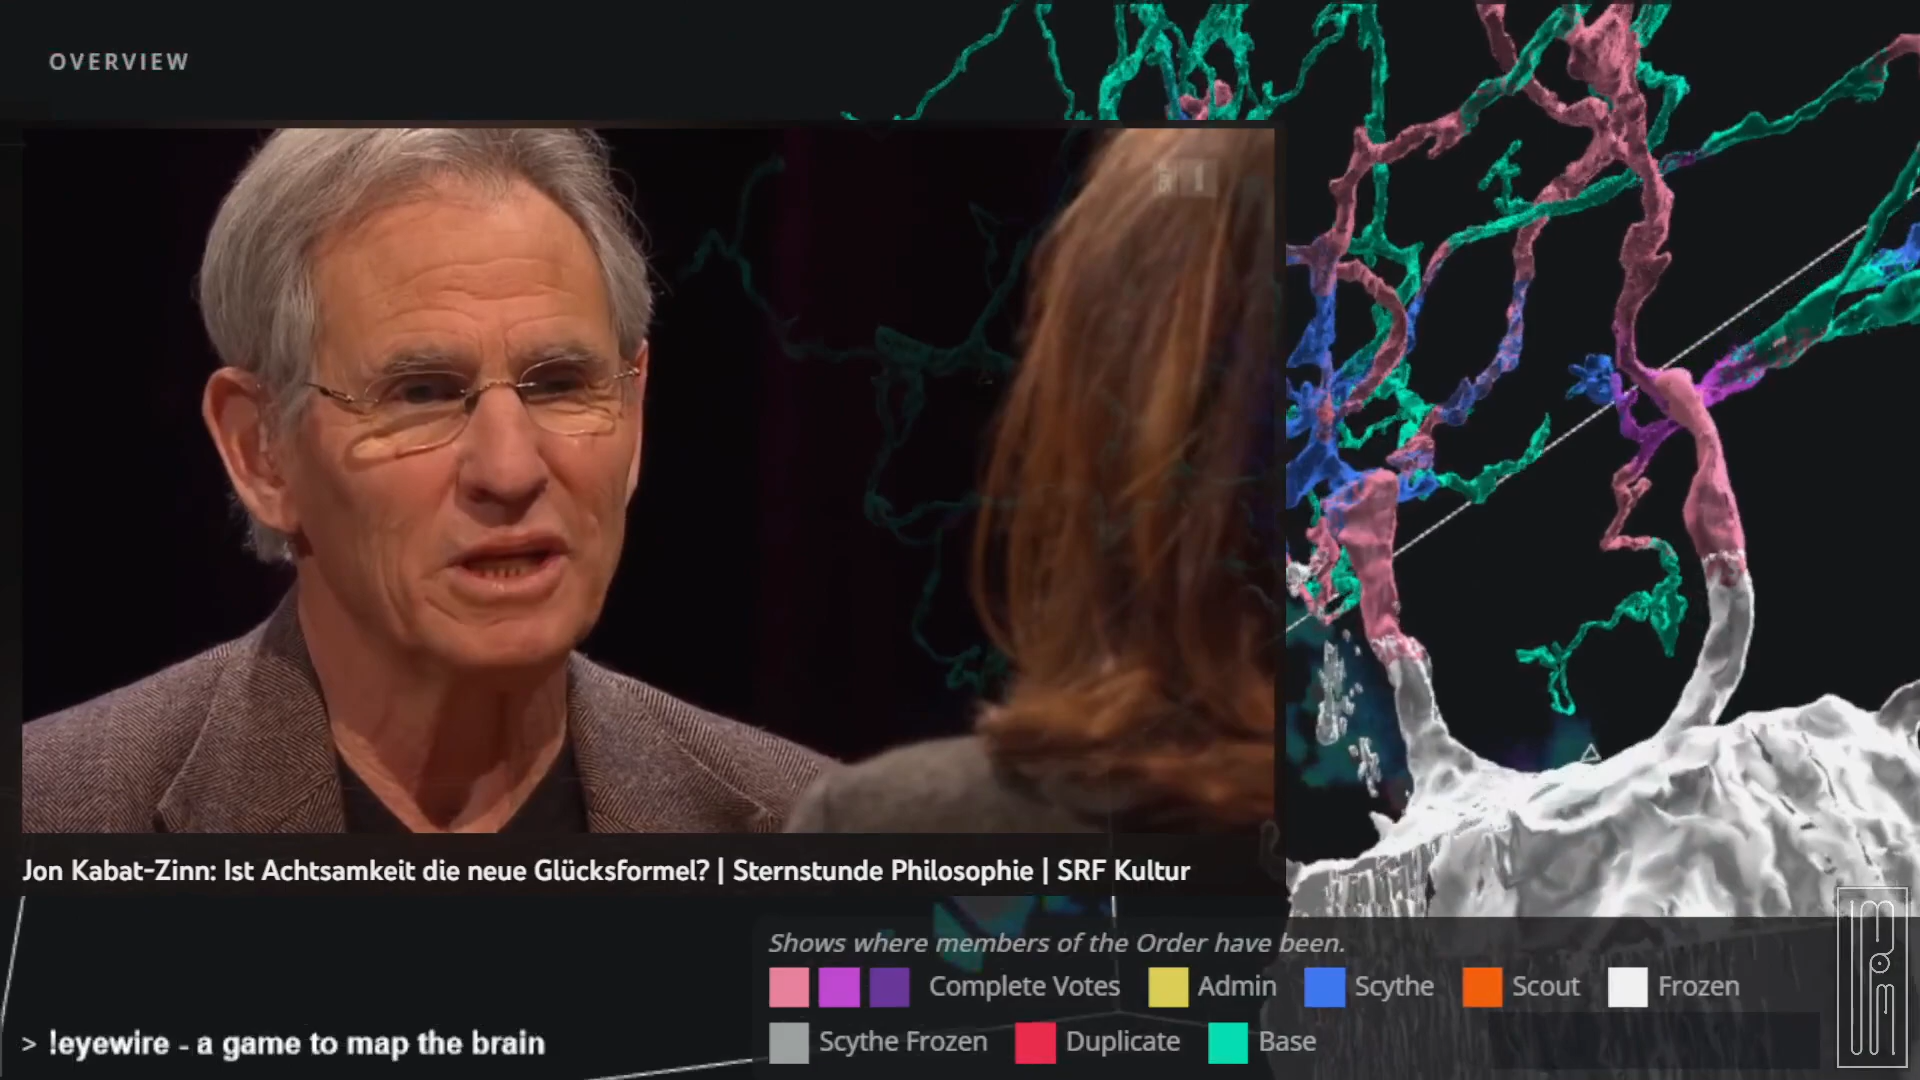 OVERVIEW
Jon Kabat-Zinn: Ist Achtsamkeit die neue Glücksformel? | Sternstunde Philosophie | SRF Kultur
Shows where members of the Order have been.
Complete Votes Admin Scythe Scout Frozen
Scythe Frozen Duplicate Base
> !eyewire - a game to map the brain